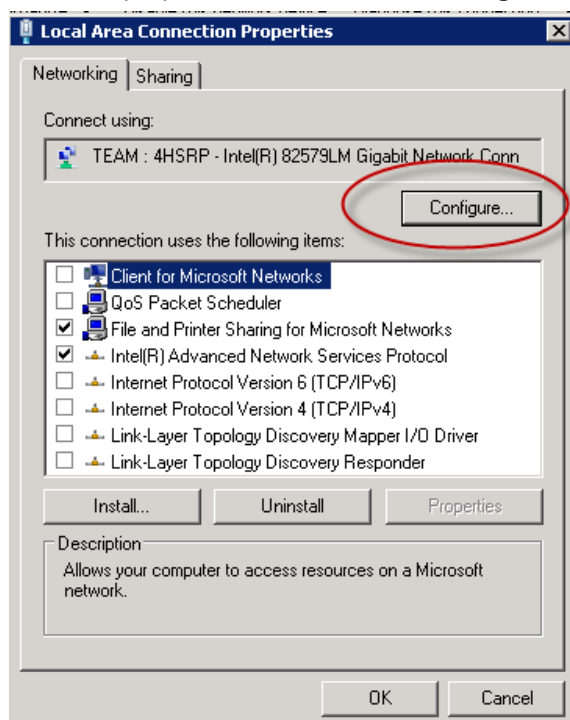 Local Area Connection Properties
Networking
Sharing
Connect using:
TEAM : 4HSRP - Intel(R) 82579LM Gigabit Network Conn
Configure...
This connection uses the following items:
Client for Microsoft Networks
QoS Packet Scheduler
File and Printer Sharing for Microsoft Networks
Intel(R) Advanced Network Services Protocol
Internet Protocol Version 6 (TCP/IPv6)
Internet Protocol Version 4 (TCP/IPv4)
Link-Layer Topology Discovery Mapper I/O Driver
Link-Layer Topology Discovery Responder
Install...
Uninstall
Properties
Description
Allows your computer to access resources on a Microsoft
network.
OK
Cancel